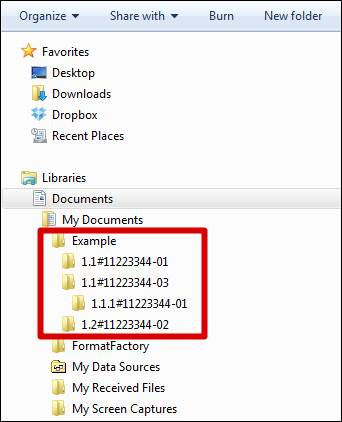 Organize Share with Burn New folder
Favorites
Desktop
Downloads
Dropbox
Recent Places
Libraries
Documents
My Documents
Example
1.1#11223344-01
1.1#11223344-03
1.1.1#11223344-01
1.2#11223344-02
FormatFactory
My Data Sources
My Received Files
My Screen Captures